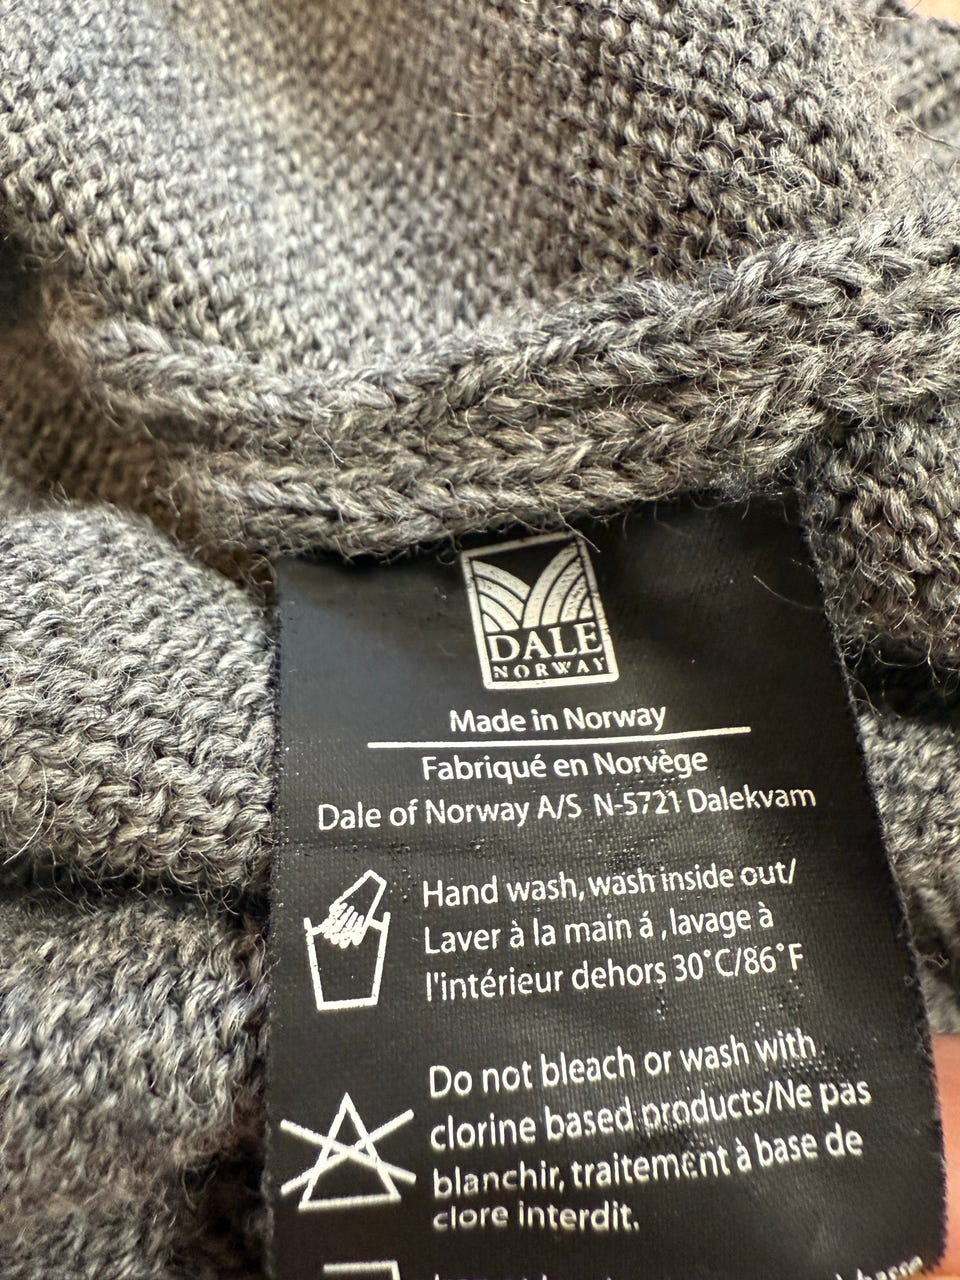 DALE
NORWAY
Made in Norway
Fabriqué en Norvège
Dale of Norway A/S N-5721 Dalekvam
Hand wash, wash inside out/
Laver à la main á , lavage à
l'intérieur dehors 30°C/86°F
Do not bleach or wash with
clorine based products/Ne pas
blanchir, traitement à base de
clore interdit.